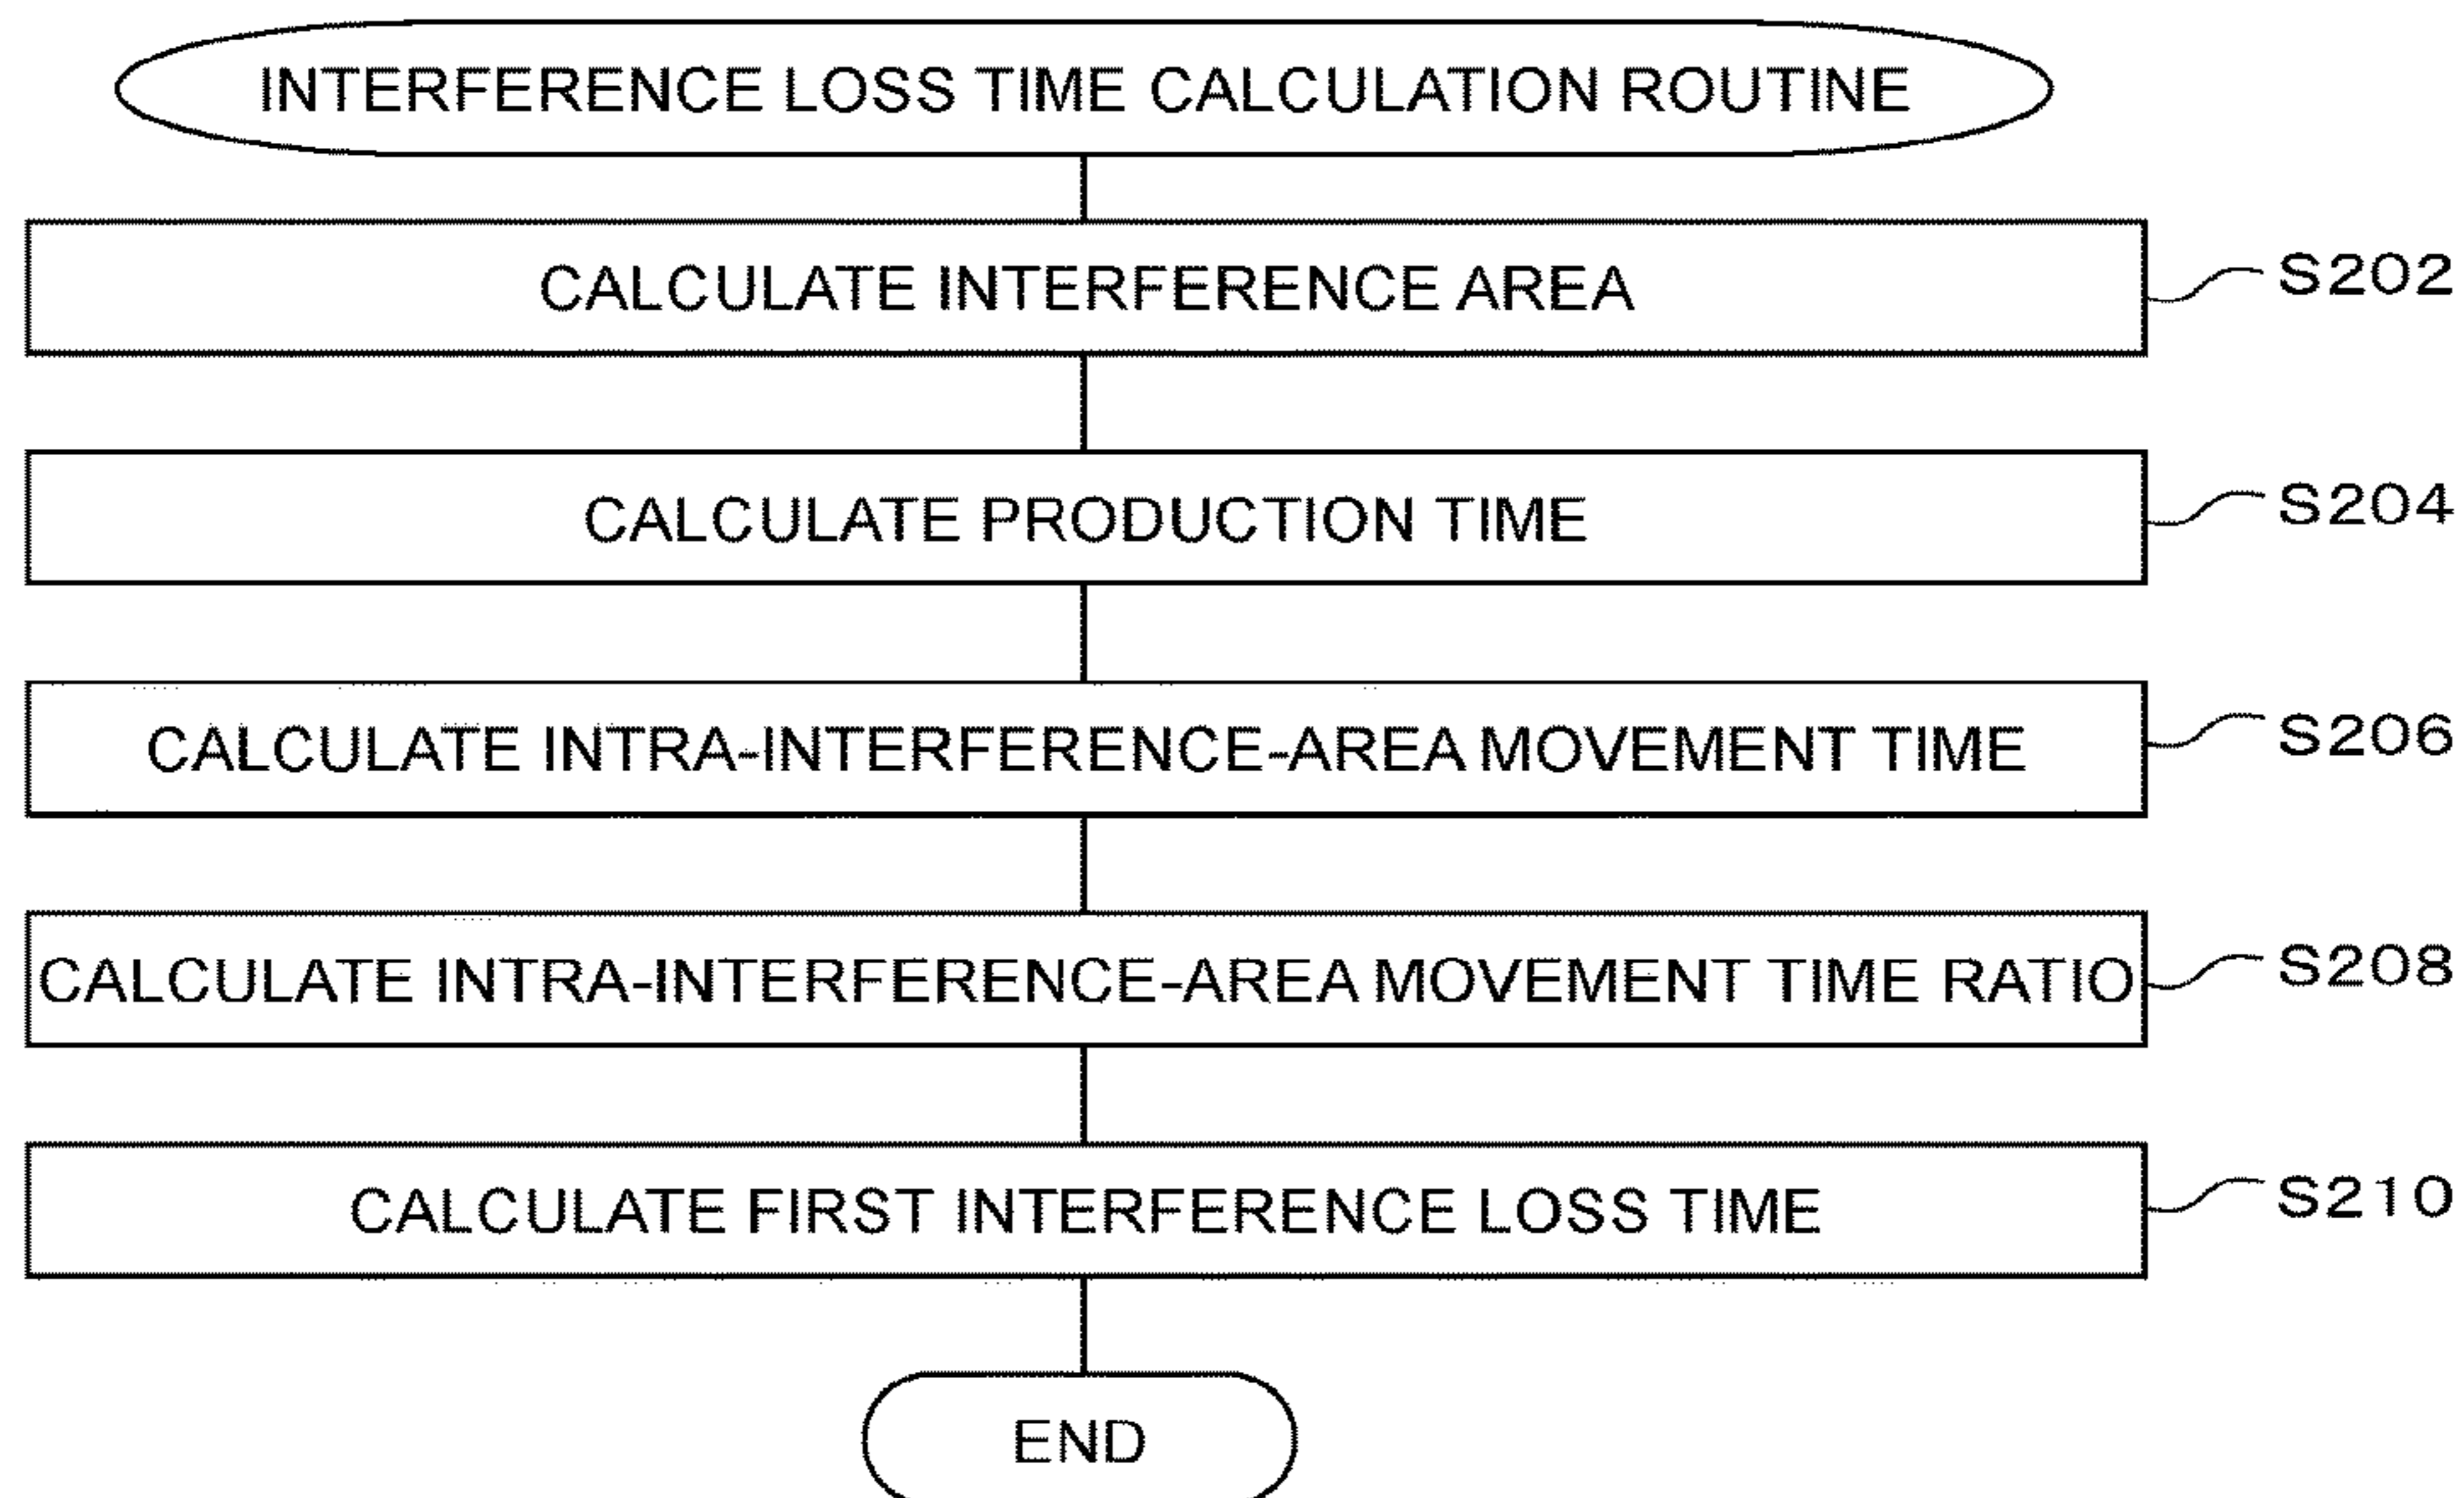 INTERFERENCE LOSS TIME CALCULATION ROUTINE
CALCULATE INTERFERENCE AREA
S202
CALCULATE PRODUCTION TIME
S204
CALCULATE INTRA-INTERFERENCE-AREA MOVEMENT TIME
S206
CALCULATE INTRA-INTERFERENCE-AREA MOVEMENT TIME RATIO
S208
CALCULATE FIRST INTERFERENCE LOSS TIME
S210
END